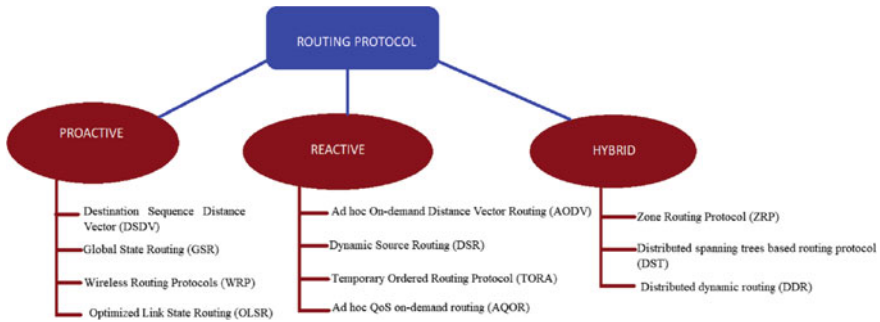 ROUTING PROTOCOL
PROACTIVE
Destination Sequence Distance
Vector (DSDV)
Global State Routing (GSR)
Wireless Routing Protocols (WRP)
Optimized Link State Routing (OLSR)
REACTIVE
Ad hoc On-demand Distance Vector Routing (AODV)
Dynamic Source Routing (DSR)
Temporary Ordered Routing Protocol (TORA)
Ad hoc QoS on-demand routing (AQOR)
HYBRID
Zone Routing Protocol (ZRP)
Distributed spanning trees based routing protocol
(DST)
Distributed dynamic routing (DDR)